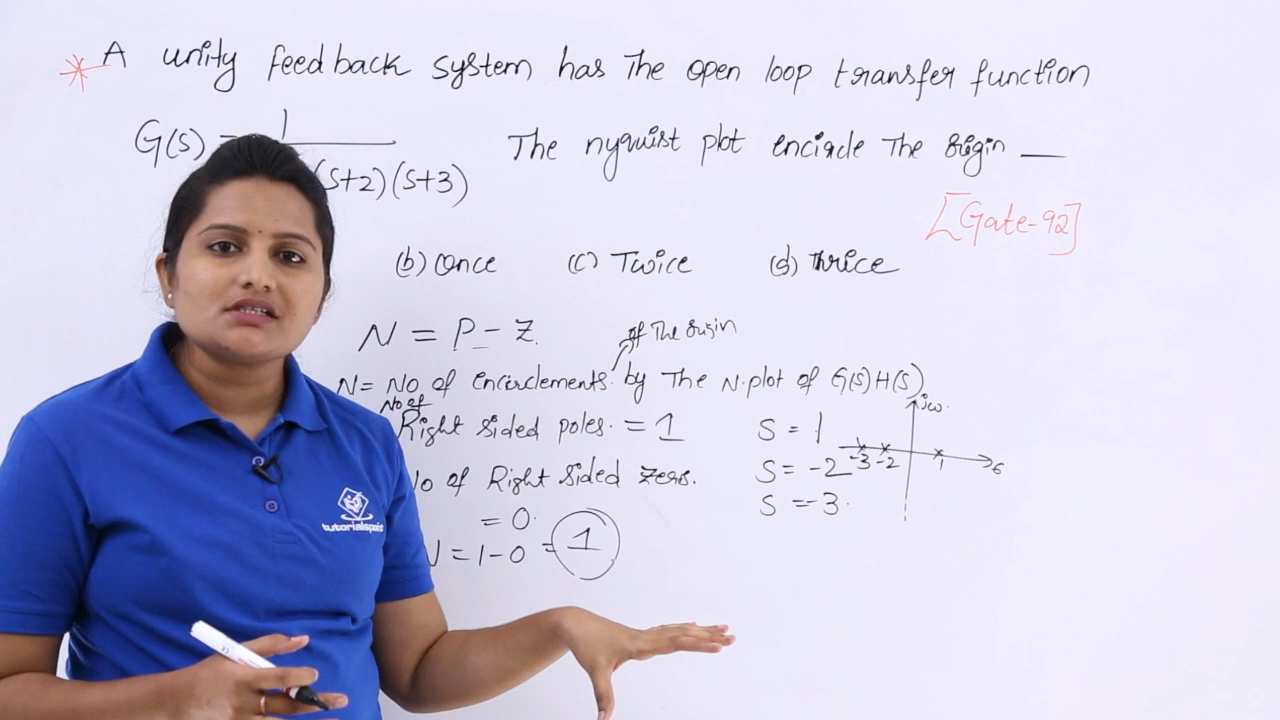 * A unity feedback system has The open loop transfer function
G(s) = 1
(s+2)(s+3) The nyquist plot encircle The origin __
[Gate-92]
(b) Once (c) Twice (d) Thrice
N = P - Z.
of The origin
N = No of encirclements by The N.plot of G(s)H(s)
No of
Right sided poles. = 1
No of Right sided zeros.
= 0.
N = 1-0 = 1
S = 1
S = -2
S = -3.
jω.
-3 -2 1 σ
tutorialspoint